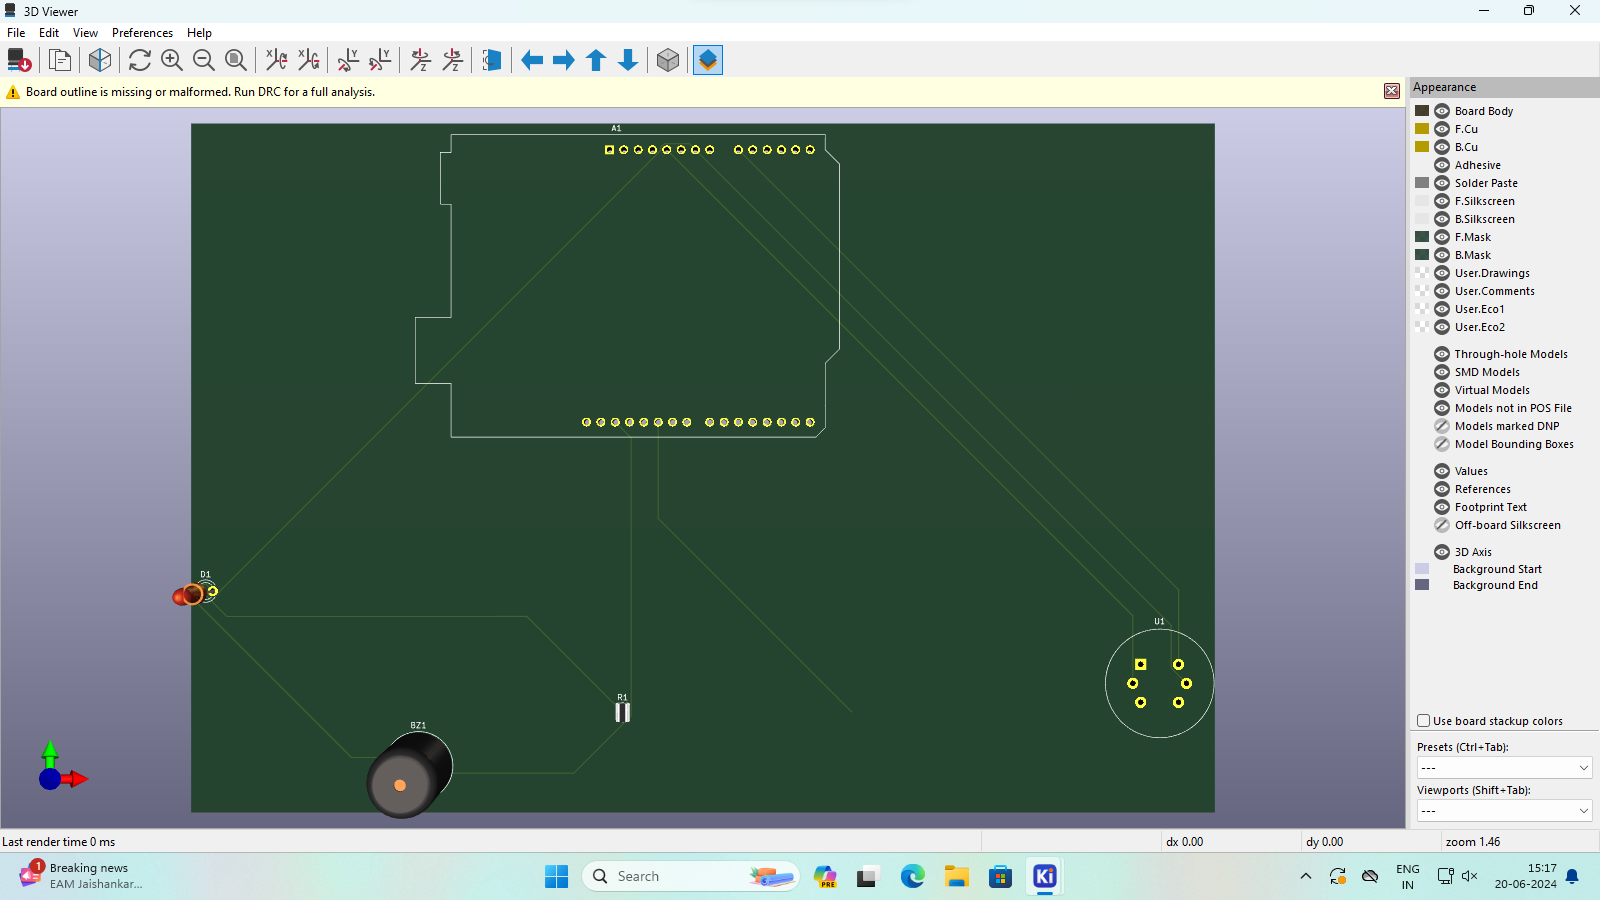 3D Viewer
File Edit View Preferences Help
Board outline is missing or malformed. Run DRC for a full analysis.
A1
D1
R1
BZ1
U1
Appearance
Board Body
F.Cu
B.Cu
Adhesive
Solder Paste
F.Silkscreen
B.Silkscreen
F.Mask
B.Mask
User.Drawings
User.Comments
User.Eco1
User.Eco2
Through-hole Models
SMD Models
Virtual Models
Models not in POS File
Models marked DNP
Model Bounding Boxes
Values
References
Footprint Text
Off-board Silkscreen
3D Axis
Background Start
Background End
Use board stackup colors
Presets (Ctrl+Tab):
---
Viewports (Shift+Tab):
---
Last render time 0 ms
dx 0.00
dy 0.00
zoom 1.46
1
Breaking news
EAM Jaishankar...
Search
PRE
Ki
ENG
IN
15:17
20-06-2024